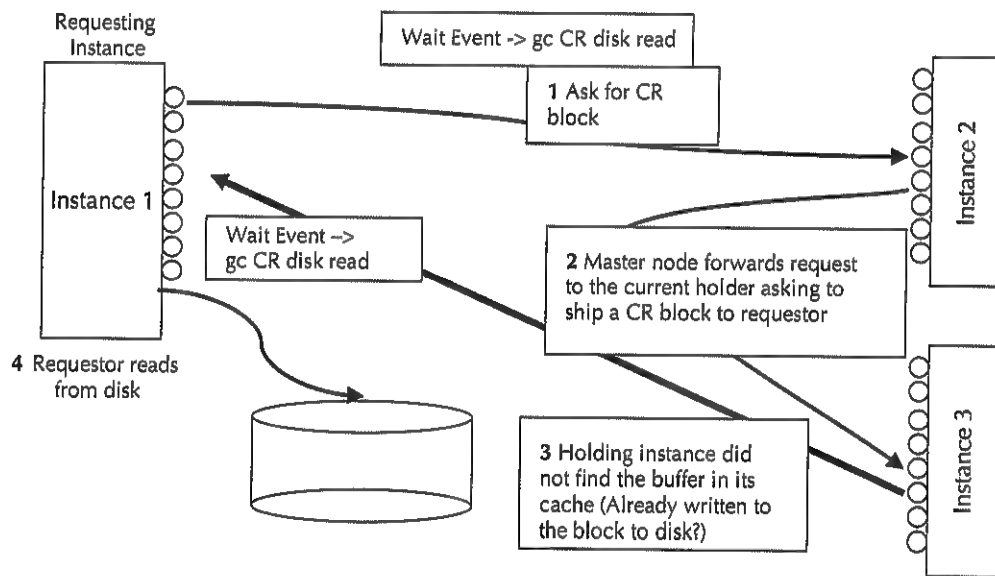 Requesting
Instance
Wait Event -> gc CR disk read
1 Ask for CR
block
Instance 1
Instance 2
Wait Event ->
gc CR disk read
2 Master node forwards request
to the current holder asking to
ship a CR block to requestor
4 Requestor reads
from disk
3 Holding instance did
not find the buffer in its
cache (Already written to
the block to disk?)
Instance 3